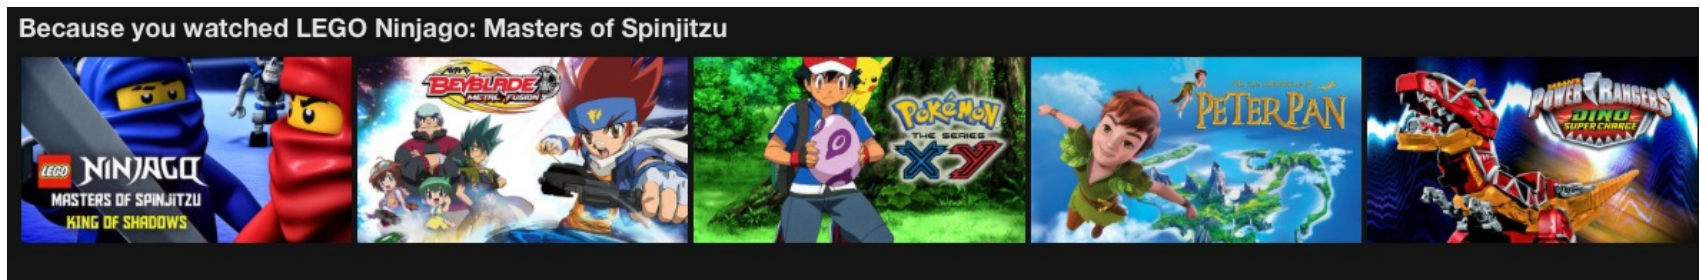 Because you watched LEGO Ninjago: Masters of Spinjitzu
LEGO NINJAGO
MASTERS OF SPINJITZU
KING OF SHADOWS
BEYBLADE
METAL FUSION
POKÉMON
THE SERIES
XY
PETER PAN
POWER RANGERS
DINO
SUPER CHARGE